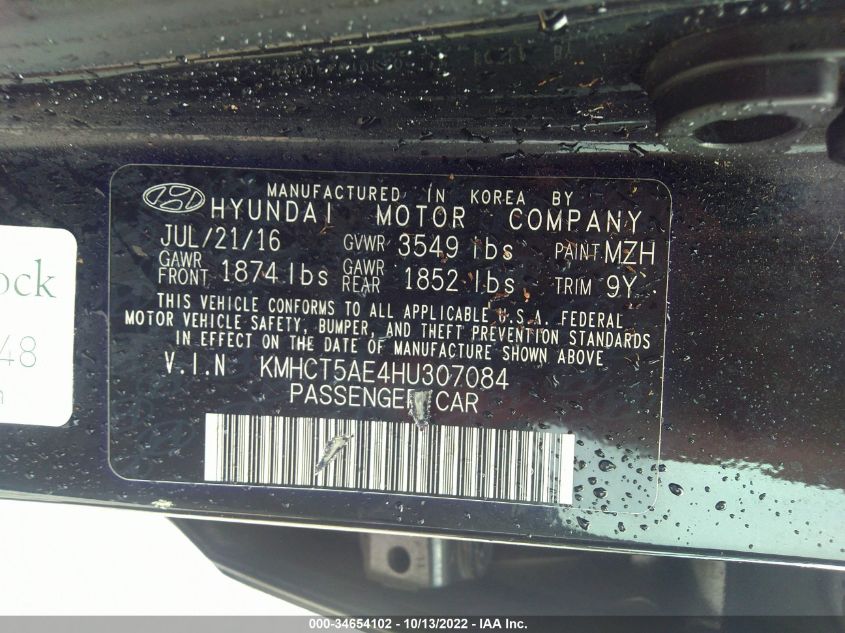 MANUFACTURED IN KOREA BY
HYUNDAI MOTOR COMPANY
JUL/21/16 GVWR 3549 lbs PAINT MZH
GAWR FRONT 1874 lbs GAWR REAR 1852 lbs TRIM 9Y
THIS VEHICLE CONFORMS TO ALL APPLICABLE U.S.A. FEDERAL
MOTOR VEHICLE SAFETY, BUMPER, AND THEFT PREVENTION STANDARDS
IN EFFECT ON THE DATE OF MANUFACTURE SHOWN ABOVE
V.I.N KMHCT5AE4HU307084
PASSENGER CAR
ock
48
000-34654102 - 10/13/2022 - IAA Inc.